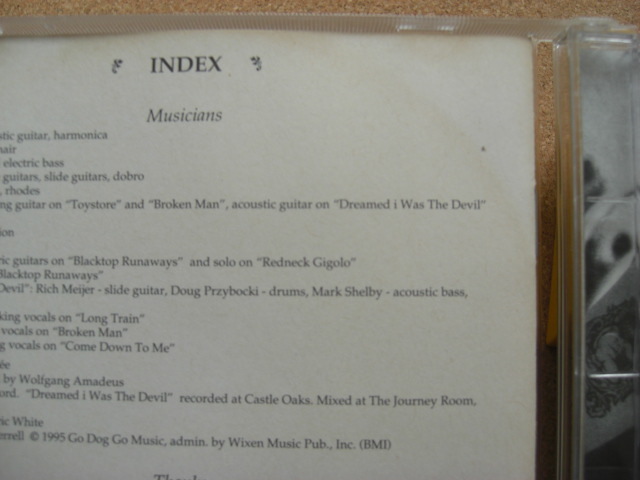 INDEX
Musicians
stic guitar, harmonica
hair
electric bass
guitars, slide guitars, dobro
, rhodes
ng guitar on "Toystore" and "Broken Man", acoustic guitar on "Dreamed i Was The Devil"
ion
ric guitars on "Blacktop Runaways" and solo on "Redneck Gigolo"
Blacktop Runaways"
Devil": Rich Meijer - slide guitar, Doug Przybocki - drums, Mark Shelby - acoustic bass,
king vocals on "Long Train"
vocals on "Broken Man"
g vocals on "Come Down To Me"
ée
by Wolfgang Amadeus
ord. "Dreamed i Was The Devil" recorded at Castle Oaks. Mixed at The Journey Room,
ric White
errell © 1995 Go Dog Go Music, admin. by Wixen Music Pub., Inc. (BMI)